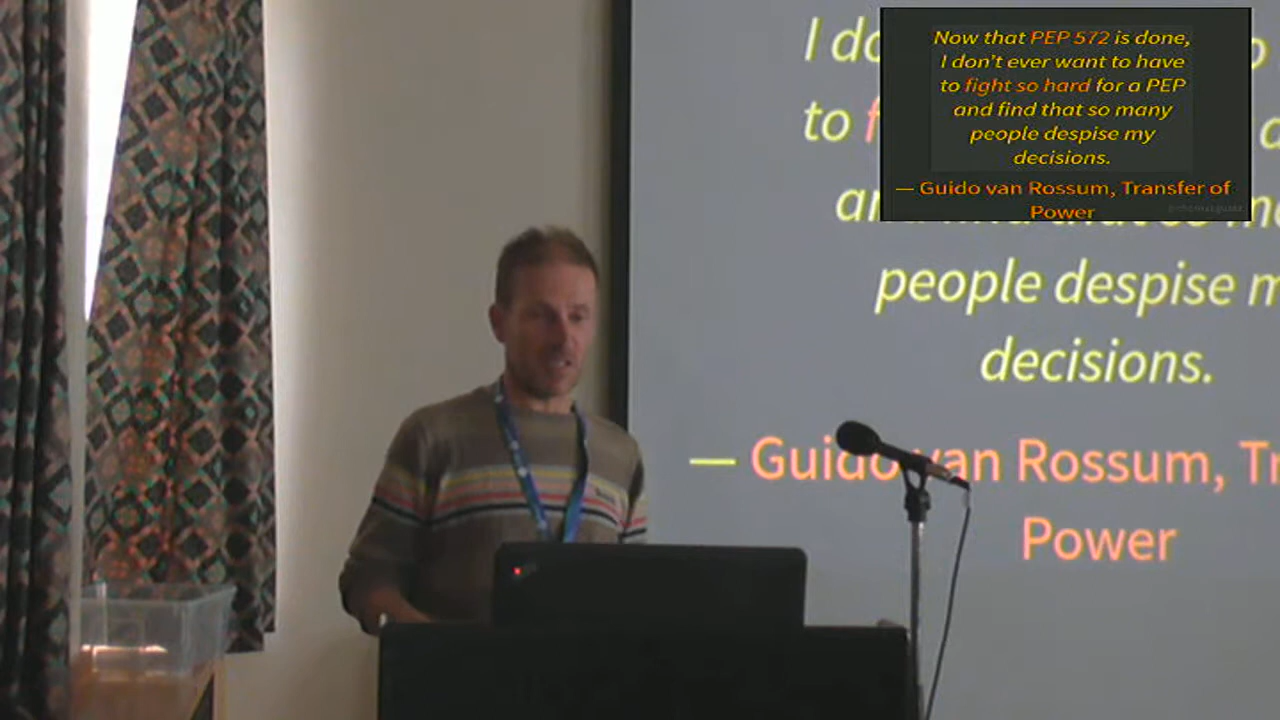 Now that PEP 572 is done,
I don't ever want to have
to fight so hard for a PEP
and find that so many
people despise my
decisions.
— Guido van Rossum, Transfer of
Power
I do
to f
people despise m
decisions.
— Guido van Rossum, Tr
Power